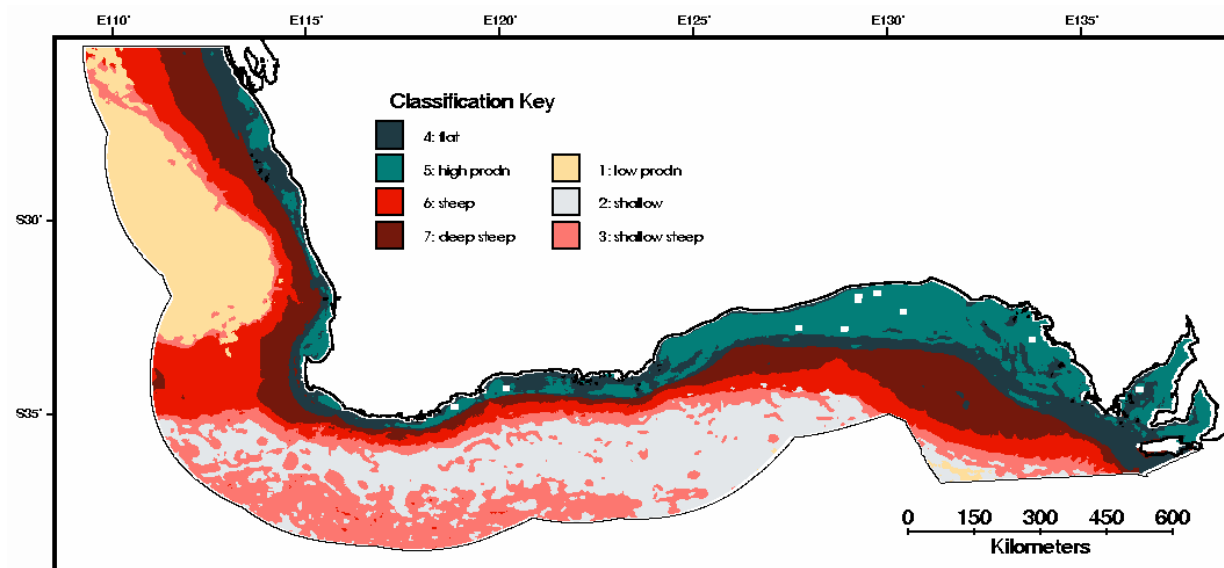 E110° E115° E120° E125° E130° E135°
Classification Key
4: flat
5: high prodn 1: low prodn
6: steep 2: shallow
7: deep steep 3: shallow steep
S30°
S35°
0 150 300 450 600
Kilometers